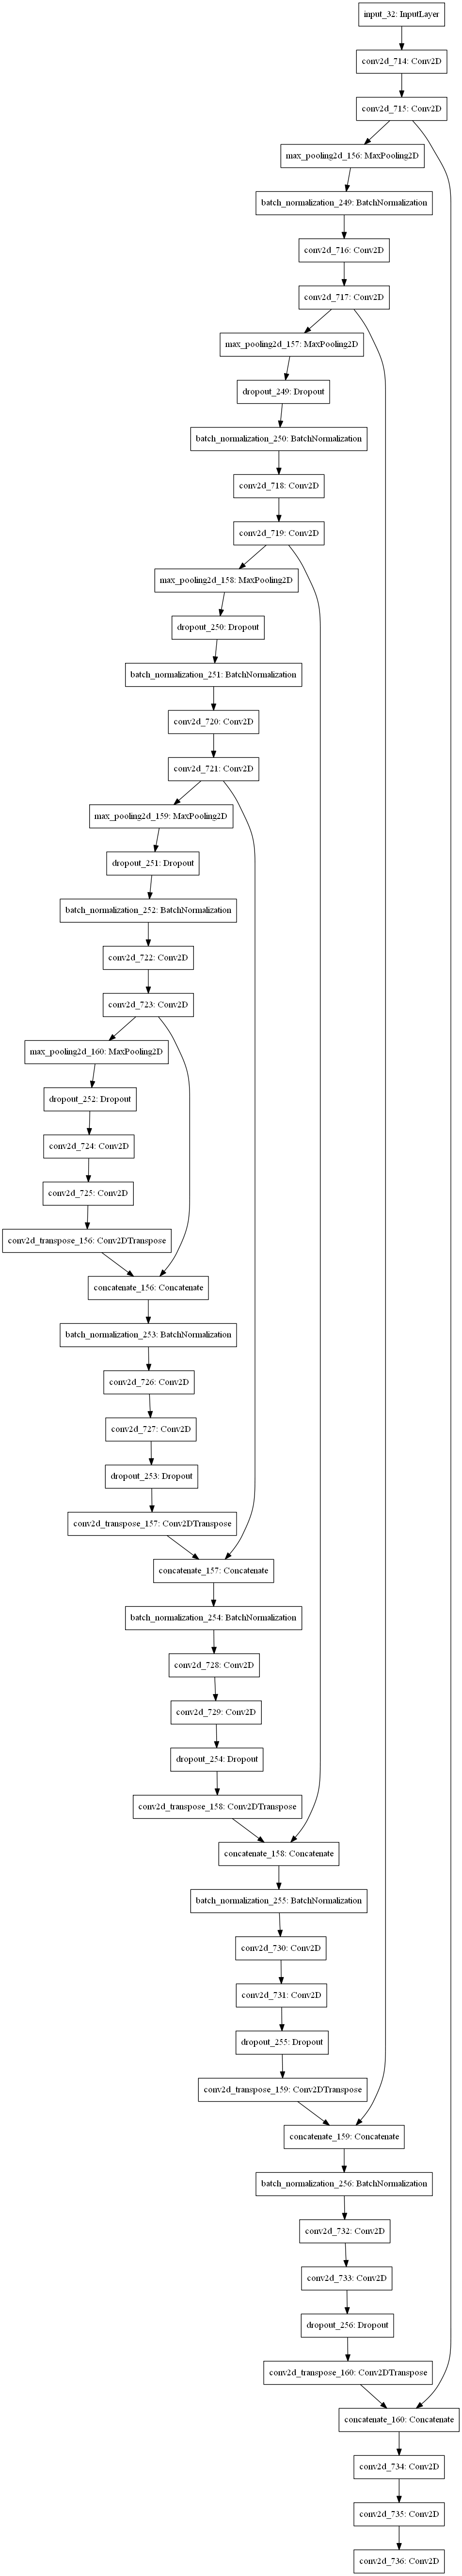 input_32: InputLayer
conv2d_714: Conv2D
conv2d_715: Conv2D
max_pooling2d_156: MaxPooling2D
batch_normalization_249: BatchNormalization
conv2d_716: Conv2D
conv2d_717: Conv2D
max_pooling2d_157: MaxPooling2D
dropout_249: Dropout
batch_normalization_250: BatchNormalization
conv2d_718: Conv2D
conv2d_719: Conv2D
max_pooling2d_158: MaxPooling2D
dropout_250: Dropout
batch_normalization_251: BatchNormalization
conv2d_720: Conv2D
conv2d_721: Conv2D
max_pooling2d_159: MaxPooling2D
dropout_251: Dropout
batch_normalization_252: BatchNormalization
conv2d_722: Conv2D
conv2d_723: Conv2D
max_pooling2d_160: MaxPooling2D
dropout_252: Dropout
conv2d_724: Conv2D
conv2d_725: Conv2D
conv2d_transpose_156: Conv2DTranspose
concatenate_156: Concatenate
batch_normalization_253: BatchNormalization
conv2d_726: Conv2D
conv2d_727: Conv2D
dropout_253: Dropout
conv2d_transpose_157: Conv2DTranspose
concatenate_157: Concatenate
batch_normalization_254: BatchNormalization
conv2d_728: Conv2D
conv2d_729: Conv2D
dropout_254: Dropout
conv2d_transpose_158: Conv2DTranspose
concatenate_158: Concatenate
batch_normalization_255: BatchNormalization
conv2d_730: Conv2D
conv2d_731: Conv2D
dropout_255: Dropout
conv2d_transpose_159: Conv2DTranspose
concatenate_159: Concatenate
batch_normalization_256: BatchNormalization
conv2d_732: Conv2D
conv2d_733: Conv2D
dropout_256: Dropout
conv2d_transpose_160: Conv2DTranspose
concatenate_160: Concatenate
conv2d_734: Conv2D
conv2d_735: Conv2D
conv2d_736: Conv2D